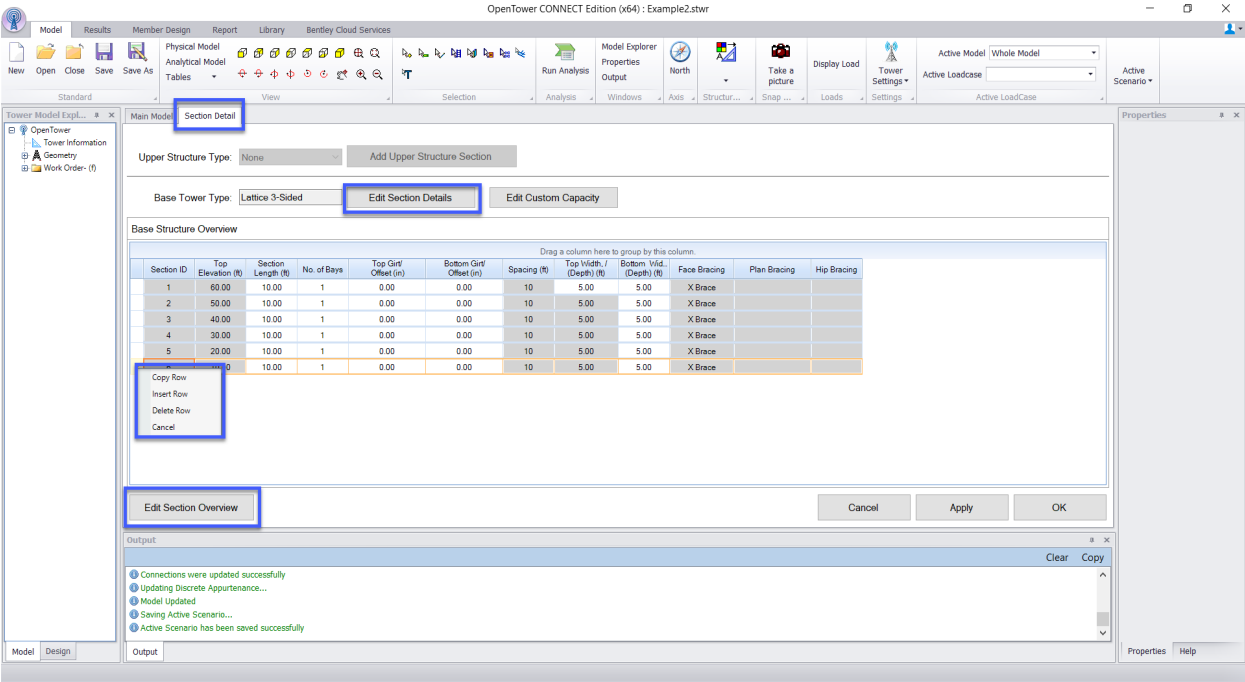 OpenTower CONNECT Edition (x64) : Example2.stwr
Model Results Member Design Report Library Bentley Cloud Services
New Open Close Save Save As
Physical Model
Analytical Model
Tables
Run Analysis
Model Explorer
Properties
Output
North
Take a
picture
Display Load
Tower
Settings
Active Model Whole Model
Active Loadcase
Active
Scenario
Standard View Selection Analysis Windows Axis Structur... Snap ... Loads Settings Active LoadCase
Tower Model Expl...
OpenTower
Tower Information
Geometry
Work Order- (f)
Model Design
Main Model Section Detail
Upper Structure Type: None Add Upper Structure Section
Base Tower Type: Lattice 3-Sided Edit Section Details Edit Custom Capacity
Base Structure Overview
Drag a column here to group by this column.
Section ID Top Elevation (ft) Section Length (ft) No. of Bays Top Girt/ Offset (in) Bottom Girt/ Offset (in) Spacing (ft) Top Width, / (Depth) (ft) Bottom Wid... (Depth) (ft) Face Bracing Plan Bracing Hip Bracing
1 60.00 10.00 1 0.00 0.00 10 5.00 5.00 X Brace
2 50.00 10.00 1 0.00 0.00 10 5.00 5.00 X Brace
3 40.00 10.00 1 0.00 0.00 10 5.00 5.00 X Brace
4 30.00 10.00 1 0.00 0.00 10 5.00 5.00 X Brace
5 20.00 10.00 1 0.00 0.00 10 5.00 5.00 X Brace
10.00 1 0.00 0.00 10 5.00 5.00 X Brace
Copy Row
Insert Row
Delete Row
Cancel
Edit Section Overview Cancel Apply OK
Output
Clear Copy
Connections were updated successfully
Updating Discrete Appurtenance...
Model Updated
Saving Active Scenario...
Active Scenario has been saved successfully
Output
Properties
Properties Help